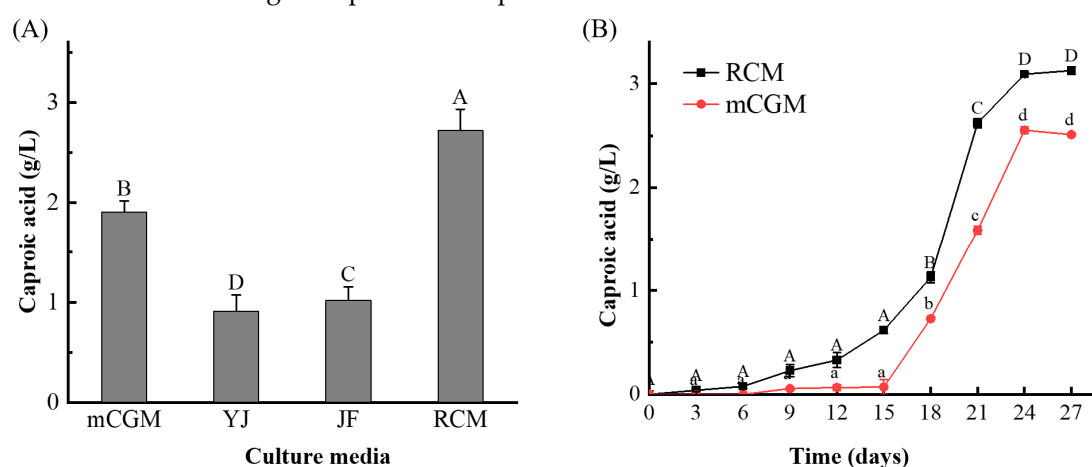 (A)
Caproic acid (g/L)
3
2
1
0
B
D
C
A
mCGM YJ JF RCM
Culture media
(B)
Caproic acid (g/L)
3
2
1
0
RCM
mCGM
A A A A A A B C D D
a a a a b c d d
0 3 6 9 12 15 18 21 24 27
Time (days)